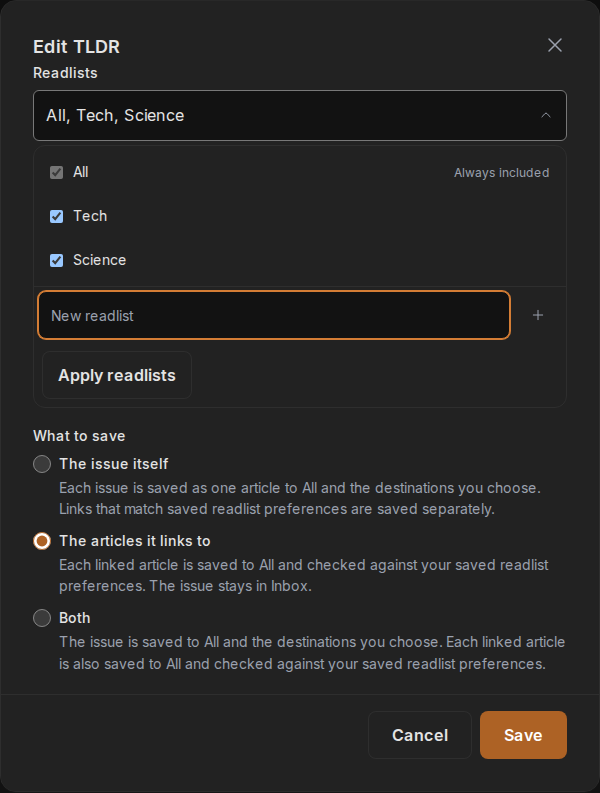 Edit TLDR
Readlists
All, Tech, Science
All
Always included
Tech
Science
New readlist
Apply readlists
What to save
The issue itself
Each issue is saved as one article to All and the destinations you choose.
Links that match saved readlist preferences are saved separately.
The articles it links to
Each linked article is saved to All and checked against your saved readlist
preferences. The issue stays in Inbox.
Both
The issue is saved to All and the destinations you choose. Each linked article
is also saved to All and checked against your saved readlist preferences.
Cancel
Save